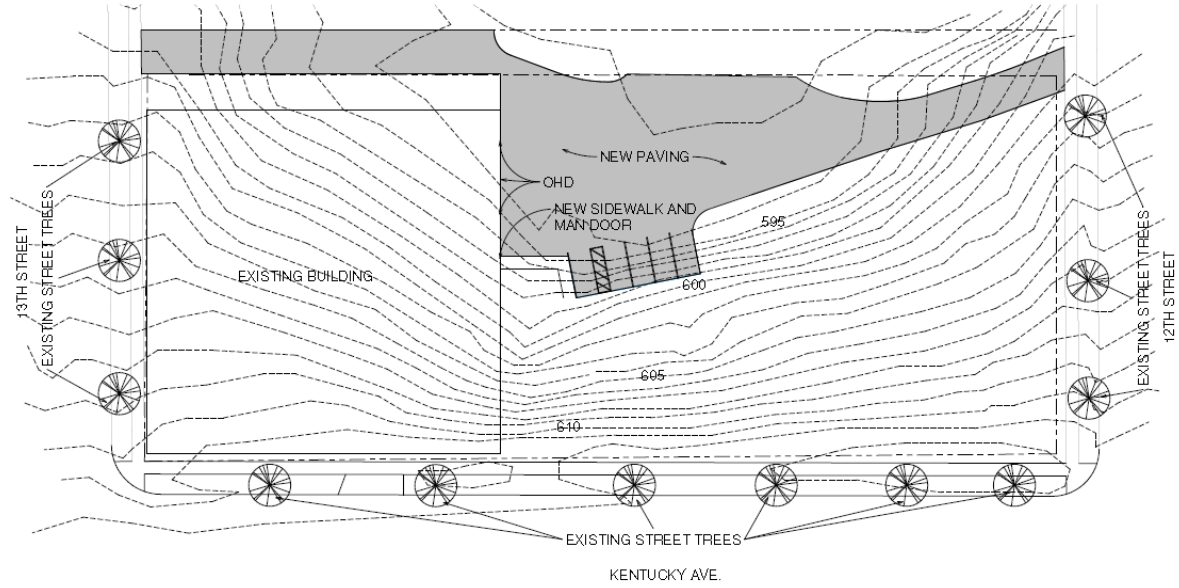 NEW PAVING
OHD
NEW SIDEWALK AND
MAN DOOR
595
EXISTING BUILDING
600
605
610
13TH STREET
EXISTING STREET TREES
EXISTING STREET TREES
12TH STREET
EXISTING STREET TREES
KENTUCKY AVE.